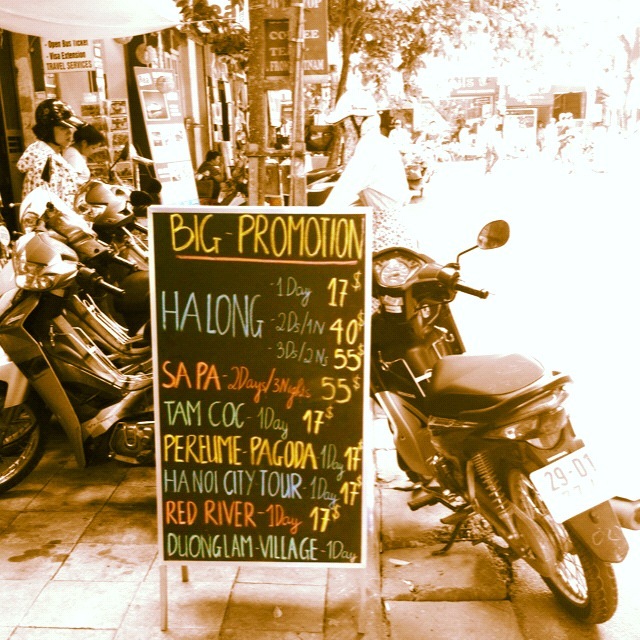 - Open Bus Ticket
- Visa Extension
TRAVEL SERVICES
BIG-PROMOTION
HALONG -1Day 17$
-2Ds/1N 40$
-3Ds/2Ns 55$
SAPA-2Days/3Nights 55$
TAM COC-1Day 17$
PERFUME-PAGODA 1Day 17$
HANOI CITY TOUR-1Day 17$
RED RIVER-1Day 17$
DUONGLAM-VILLAGE-1Day
29-D1